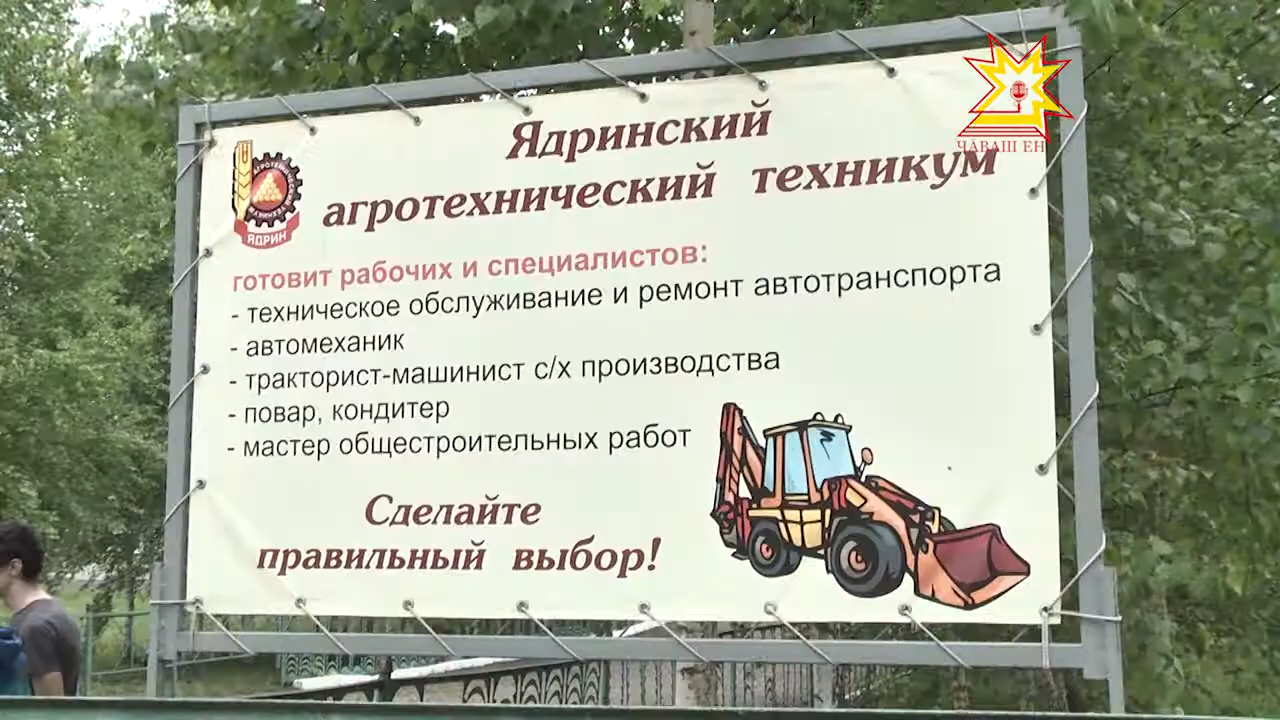 ЧӐВАШ ЕН
Ядринский
агротехнический техникум
ЯДРИН
готовит рабочих и специалистов:
- техническое обслуживание и ремонт автотранспорта
- автомеханик
- тракторист-машинист с/х производства
- повар, кондитер
- мастер общестроительных работ
Сделайте
правильный выбор!